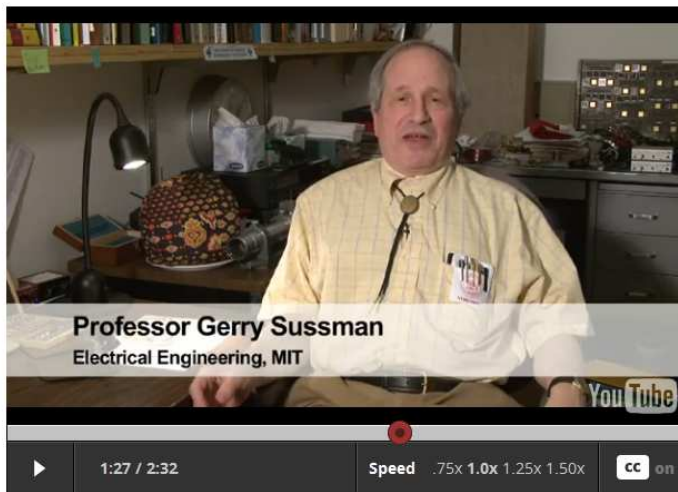 Professor Gerry Sussman
Electrical Engineering, MIT
YouTube
1:27 / 2:32
Speed .75x 1.0x 1.25x 1.50x
cc on